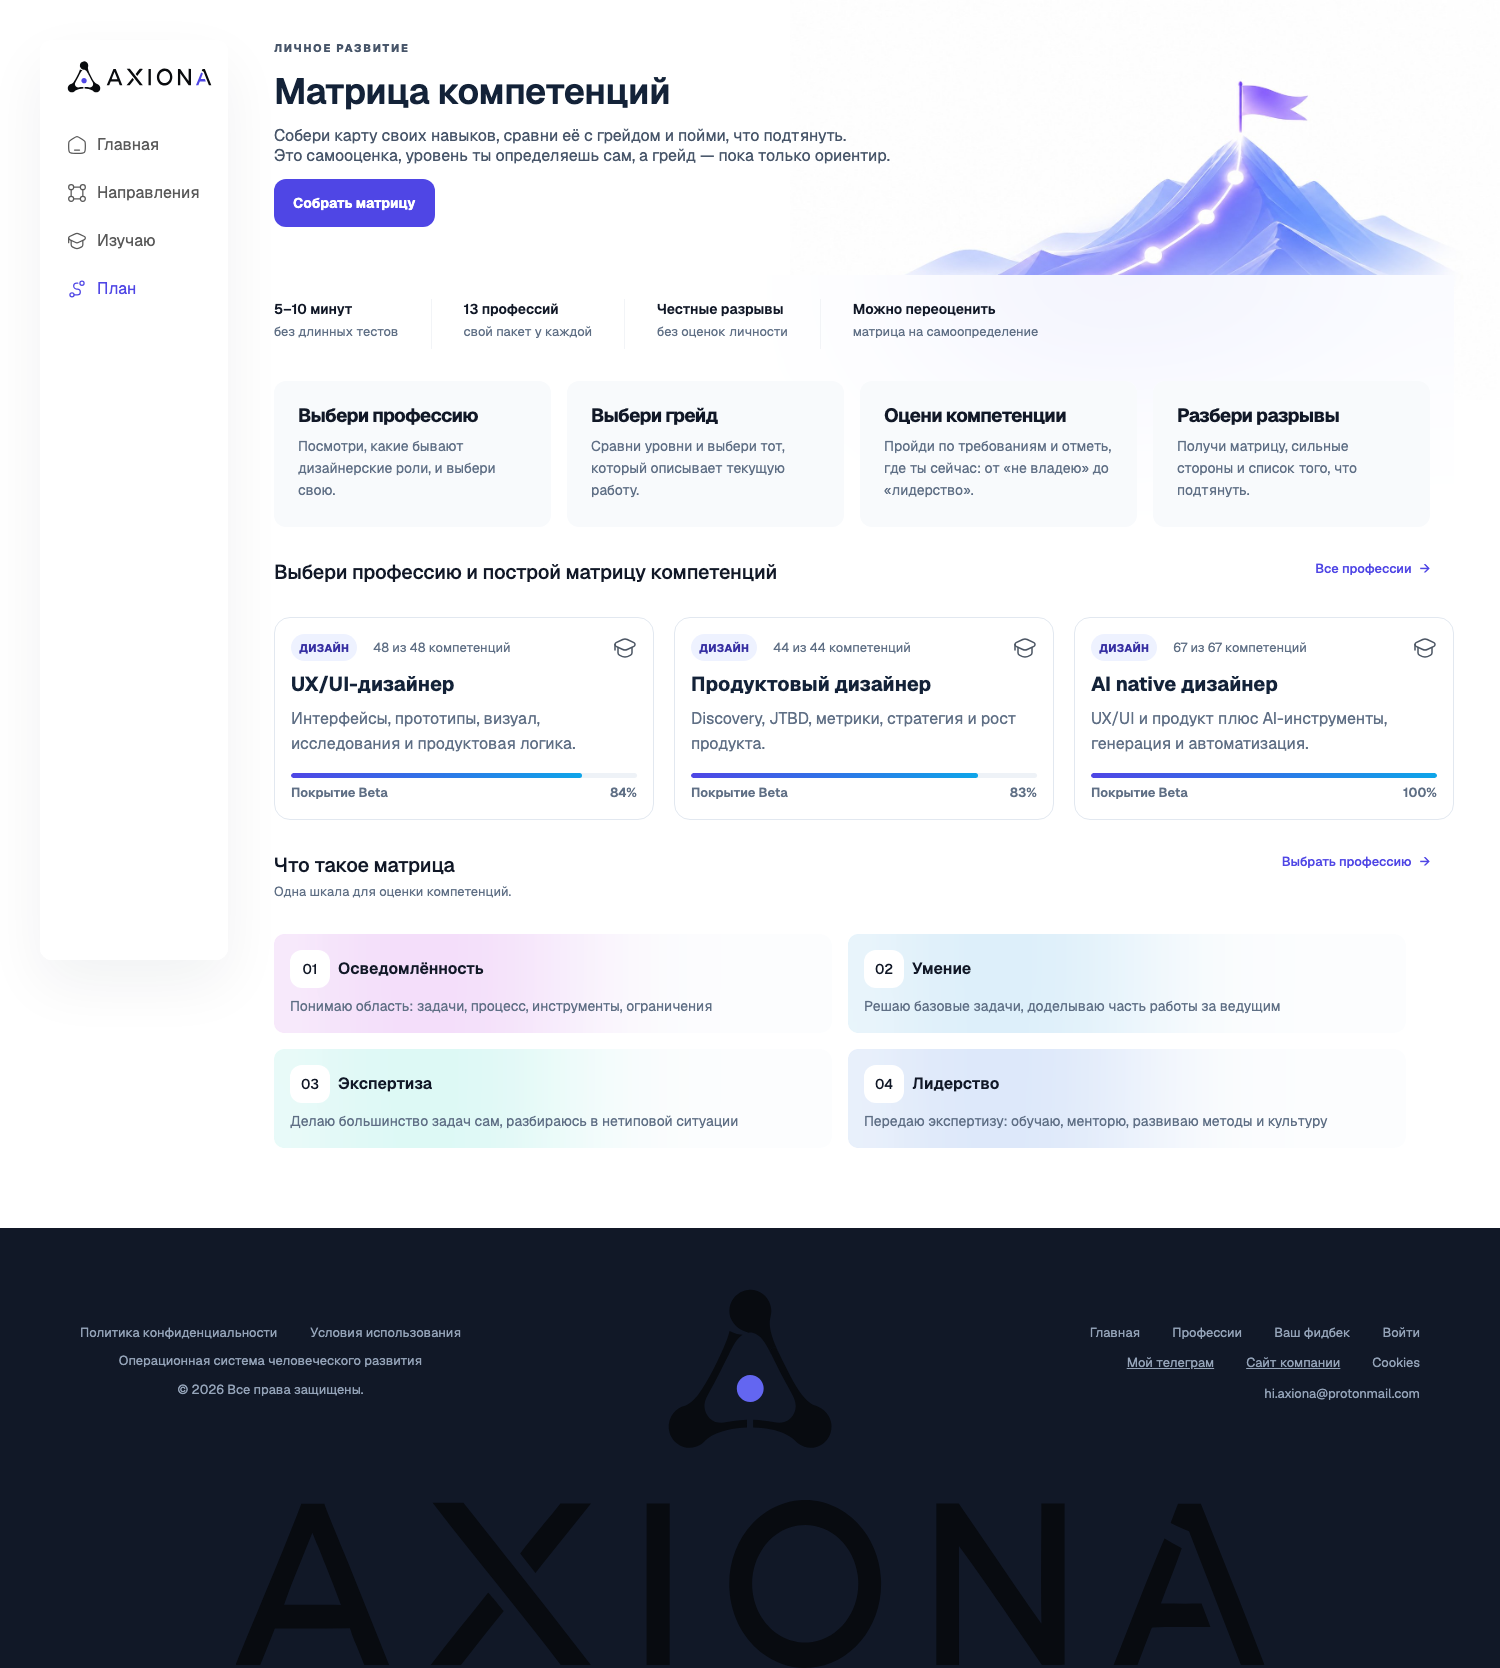 AXIONA
Главная
Направления
Изучаю
План
ЛИЧНОЕ РАЗВИТИЕ
Матрица компетенций
Собери карту своих навыков, сравни её с грейдом и пойми, что подтянуть.
Это самооценка, уровень ты определяешь сам, а грейд — пока только ориентир.
Собрать матрицу
5–10 минут
без длинных тестов
13 профессий
свой пакет у каждой
Честные разрывы
без оценок личности
Можно переоценить
матрица на самоопределение
Выбери профессию
Посмотри, какие бывают
дизайнерские роли, и выбери
свою.
Выбери грейд
Сравни уровни и выбери тот,
который описывает текущую
работу.
Оцени компетенции
Пройди по требованиям и отметь,
где ты сейчас: от «не владею» до
«лидерство».
Разбери разрывы
Получи матрицу, сильные
стороны и список того, что
подтянуть.
Выбери профессию и построй матрицу компетенций
Все профессии →
ДИЗАЙН 48 из 48 компетенций
UX/UI-дизайнер
Интерфейсы, прототипы, визуал,
исследования и продуктовая логика.
Покрытие Beta 84%
ДИЗАЙН 44 из 44 компетенций
Продуктовый дизайнер
Discovery, JTBD, метрики, стратегия и рост
продукта.
Покрытие Beta 83%
ДИЗАЙН 67 из 67 компетенций
AI native дизайнер
UX/UI и продукт плюс AI-инструменты,
генерация и автоматизация.
Покрытие Beta 100%
Что такое матрица
Одна шкала для оценки компетенций.
Выбрать профессию →
01 Осведомлённость
Понимаю область: задачи, процесс, инструменты, ограничения
02 Умение
Решаю базовые задачи, доделываю часть работы за ведущим
03 Экспертиза
Делаю большинство задач сам, разбираюсь в нетиповой ситуации
04 Лидерство
Передаю экспертизу: обучаю, менторю, развиваю методы и культуру
Политика конфиденциальности Условия использования
Операционная система человеческого развития
© 2026 Все права защищены.
Главная Профессии Ваш фидбек Войти
Мой телеграм Сайт компании Cookies
hi.axiona@protonmail.com
AXIONA